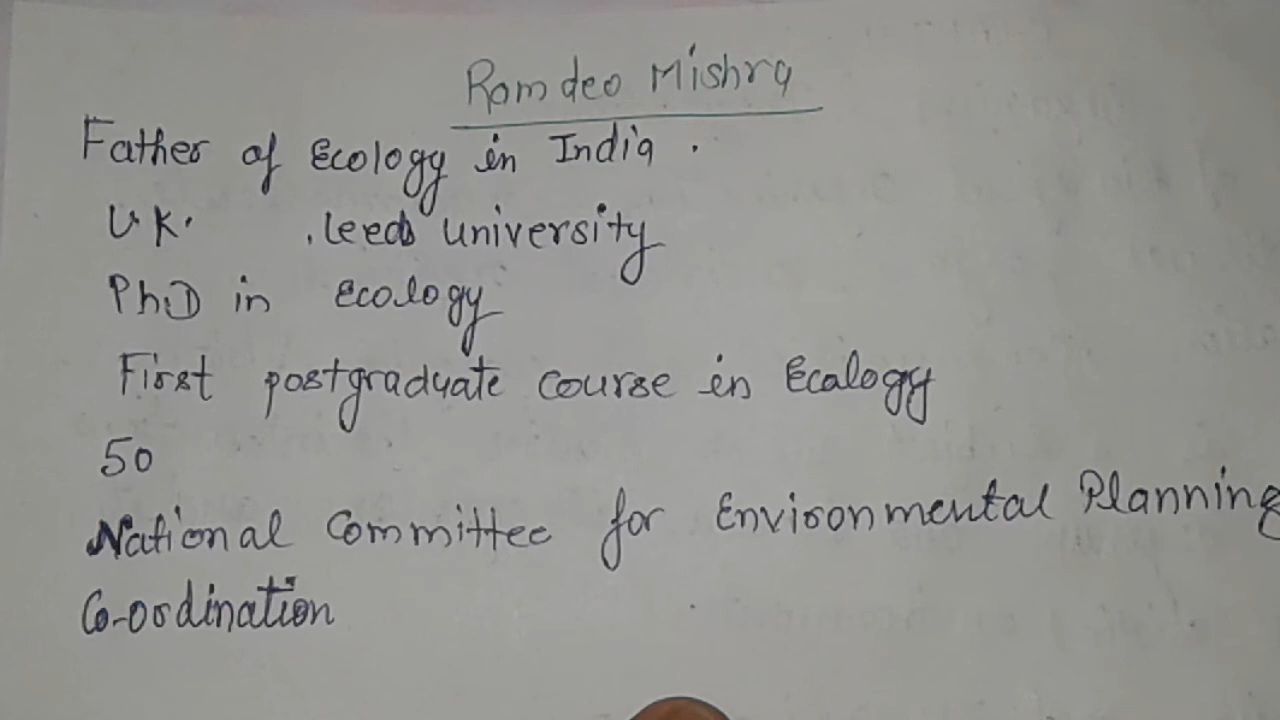 Ramdeo Mishra
Father of Ecology in India.
U.K. . Leeds University
PhD in Ecology
First postgraduate course in Ecalogy
50
National Committee for Environmental Planning
Co-ordination